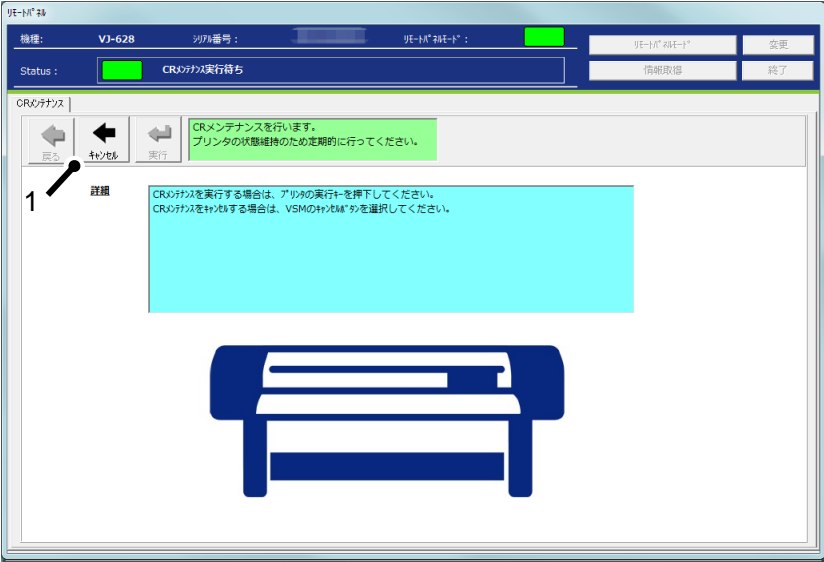 ﾘﾓｰﾄﾊﾟﾈﾙ
機種: VJ-628 ｼﾘｱﾙ番号： ﾘﾓｰﾄﾊﾟﾈﾙﾓｰﾄﾞ： ﾘﾓｰﾄﾊﾟﾈﾙﾓｰﾄﾞ 変更
Status： CRﾒﾝﾃﾅﾝｽ実行待ち 情報取得 終了
CRﾒﾝﾃﾅﾝｽ
戻る ｷｬﾝｾﾙ 実行
CRメンテナンスを行います。
プリンタの状態維持のため定期的に行ってください。
1
詳細
CRﾒﾝﾃﾅﾝｽを実行する場合は、ﾌﾟﾘﾝﾀの実行ｷｰを押下してください。
CRﾒﾝﾃﾅﾝｽをｷｬﾝｾﾙする場合は、VSMのｷｬﾝｾﾙﾎﾞﾀﾝを選択してください。